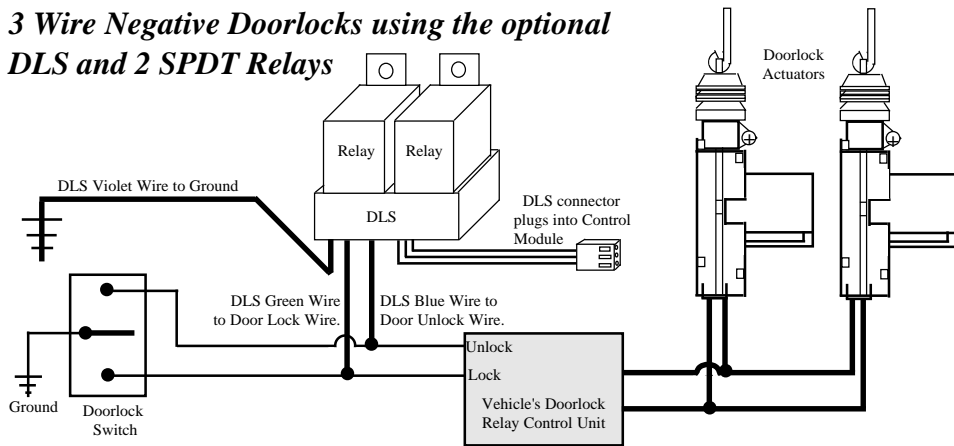 3 Wire Negative Doorlocks using the optional
DLS and 2 SPDT Relays
Doorlock
Actuators
Relay
Relay
DLS Violet Wire to Ground
DLS
DLS connector
plugs into Control
Module
DLS Green Wire
to Door Lock Wire.
DLS Blue Wire to
Door Unlock Wire.
Unlock
Lock
Vehicle's Doorlock
Relay Control Unit
Ground
Doorlock
Switch